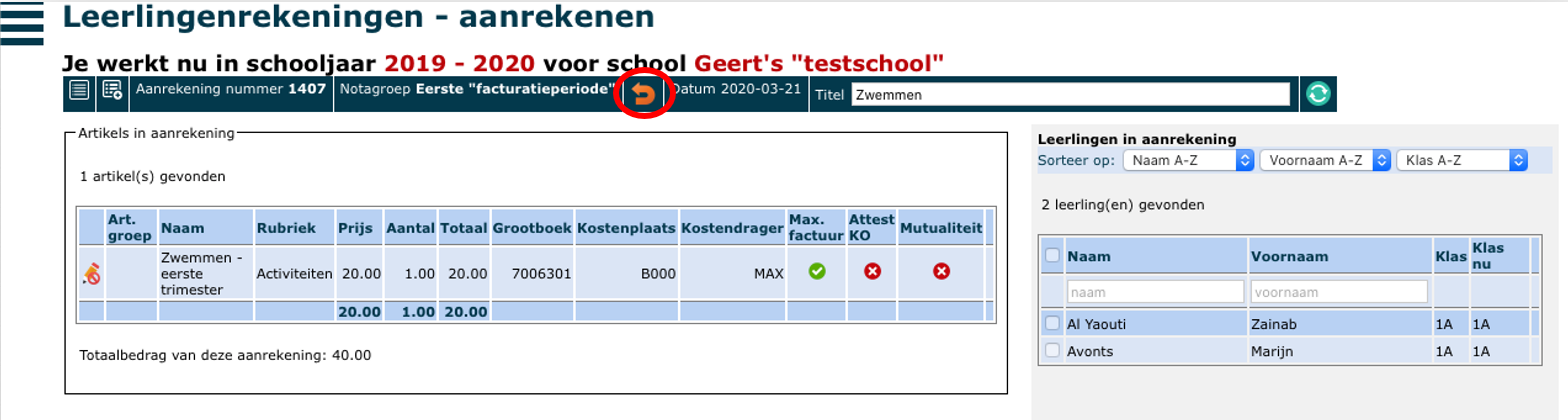 Leerlingenrekeningen - aanrekenen
Je werkt nu in schooljaar 2019 - 2020 voor school Geert's "testschool"
Aanrekening nummer 1407 Notagroep Eerste "facturatieperiode" Datum 2020-03-21 Titel Zwemmen
Artikels in aanrekening
1 artikel(s) gevonden
Art. groep Naam Rubriek Prijs Aantal Totaal Grootboek Kostenplaats Kostendrager Max. factuur Attest KO Mutualiteit
Zwemmen - eerste trimester Activiteiten 20.00 1.00 20.00 7006301 B000 MAX
20.00 1.00 20.00
Totaalbedrag van deze aanrekening: 40.00
Leerlingen in aanrekening
Sorteer op: Naam A-Z Voornaam A-Z Klas A-Z
2 leerling(en) gevonden
Naam Voornaam Klas Klas nu
naam voornaam
Al Yaouti Zainab 1A 1A
Avonts Marijn 1A 1A